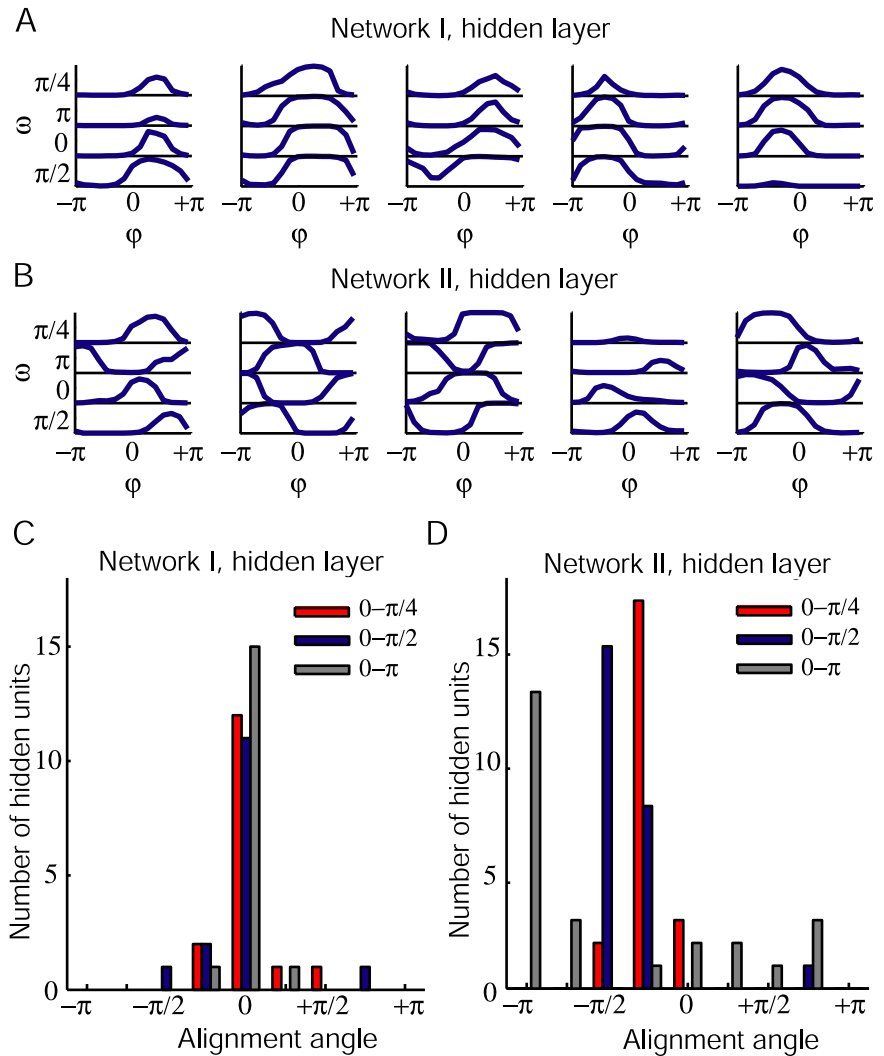 A
Network I, hidden layer
ω
π/4
π
0
π/2
−π 0 +π −π 0 +π −π 0 +π −π 0 +π −π 0 +π
φ φ φ φ φ
B
Network II, hidden layer
ω
π/4
π
0
π/2
−π 0 +π −π 0 +π −π 0 +π −π 0 +π −π 0 +π
φ φ φ φ φ
C
Network I, hidden layer
0−π/4
0−π/2
0−π
Number of hidden units
15
10
5
0
−π −π/2 0 +π/2 +π
Alignment angle
D
Network II, hidden layer
0−π/4
0−π/2
0−π
Number of hidden units
15
10
5
0
−π −π/2 0 +π/2 +π
Alignment angle